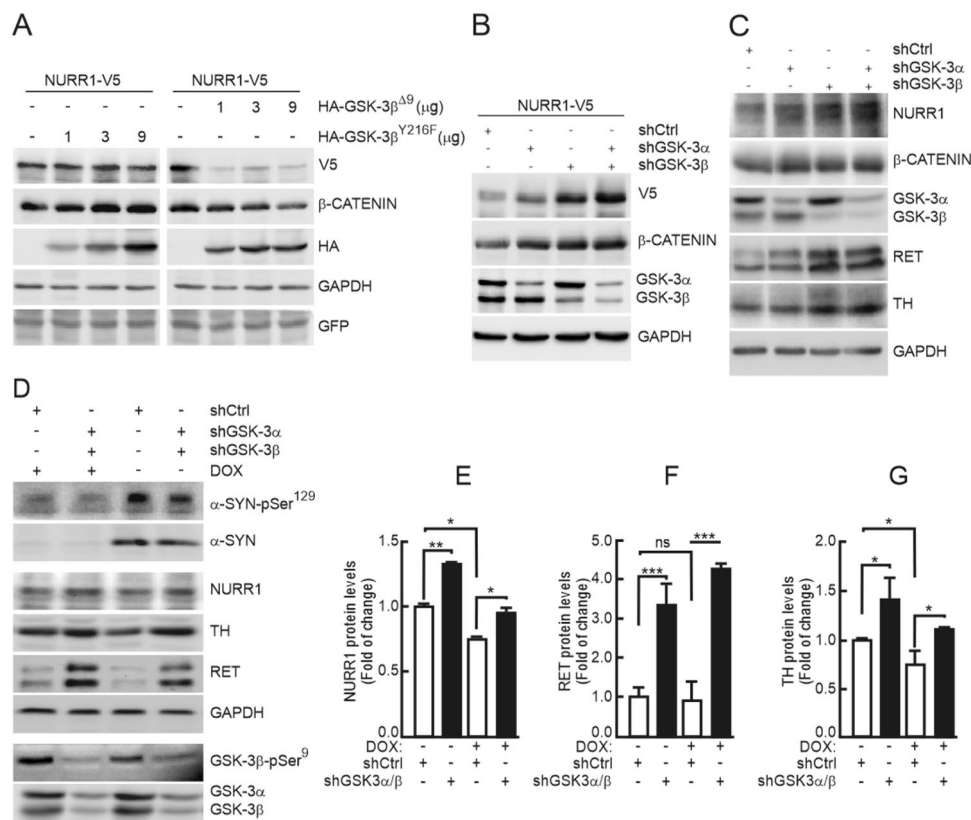 A
NURR1-V5 NURR1-V5
- - - - - 1 3 9 HA-GSK-3β^Δ9 (μg)
- 1 3 9 - - - - HA-GSK-3β^Y216F (μg)
V5
β-CATENIN
HA
GAPDH
GFP
B
NURR1-V5
+ - - - shCtrl
- + - + shGSK-3α
- - + + shGSK-3β
V5
β-CATENIN
GSK-3α
GSK-3β
GAPDH
C
+ - - - shCtrl
- + - + shGSK-3α
- - + + shGSK-3β
NURR1
β-CATENIN
GSK-3α
GSK-3β
RET
TH
GAPDH
D
+ - + - shCtrl
- + - + shGSK-3α
- + - + shGSK-3β
+ + - - DOX
α-SYN-pSer^129
α-SYN
NURR1
TH
RET
GAPDH
GSK-3β-pSer^9
GSK-3α
GSK-3β
E
NURR1 protein levels
(Fold of change)
2.0
1.5
1.0
0.5
0.0
*
**
*
DOX: - - + +
shCtrl + - + -
shGSK3α/β - + - +
F
RET protein levels
(Fold of change)
5.0
4.0
3.0
2.0
1.0
0.0
ns
***
***
DOX: - - + +
shCtrl + - + -
shGSK3α/β - + - +
G
TH protein levels
(Fold of change)
2.0
1.5
1.0
0.5
0.0
*
*
*
DOX: - - + +
shCtrl + - + -
shGSK3α/β - + - +